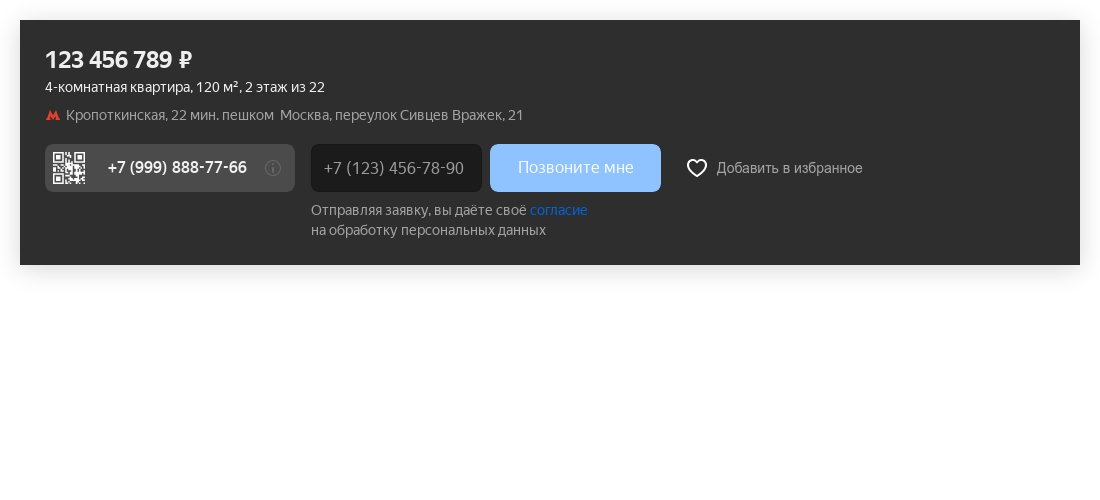 123 456 789 ₽
4-комнатная квартира, 120 м², 2 этаж из 22
Кропоткинская, 22 мин. пешком Москва, переулок Сивцев Вражек, 21
+7 (999) 888-77-66
+7 (123) 456-78-90
Позвоните мне
Добавить в избранное
Отправляя заявку, вы даёте своё согласие
на обработку персональных данных